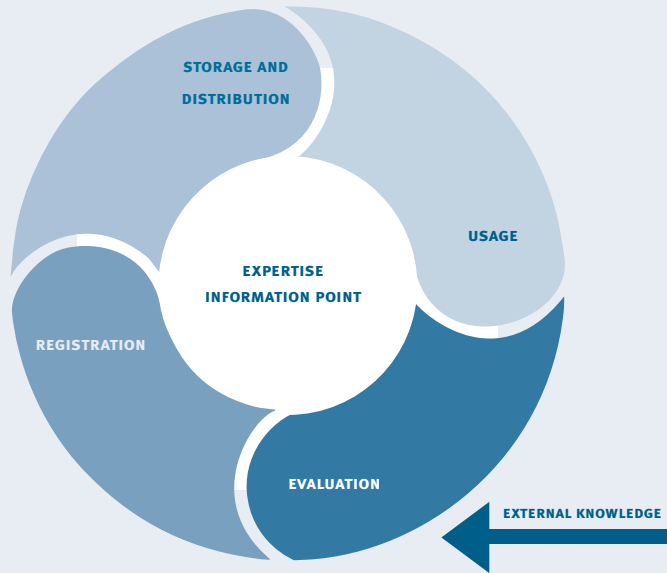 STORAGE AND
DISTRIBUTION
USAGE
EXPERTISE
INFORMATION POINT
REGISTRATION
EVALUATION
EXTERNAL KNOWLEDGE